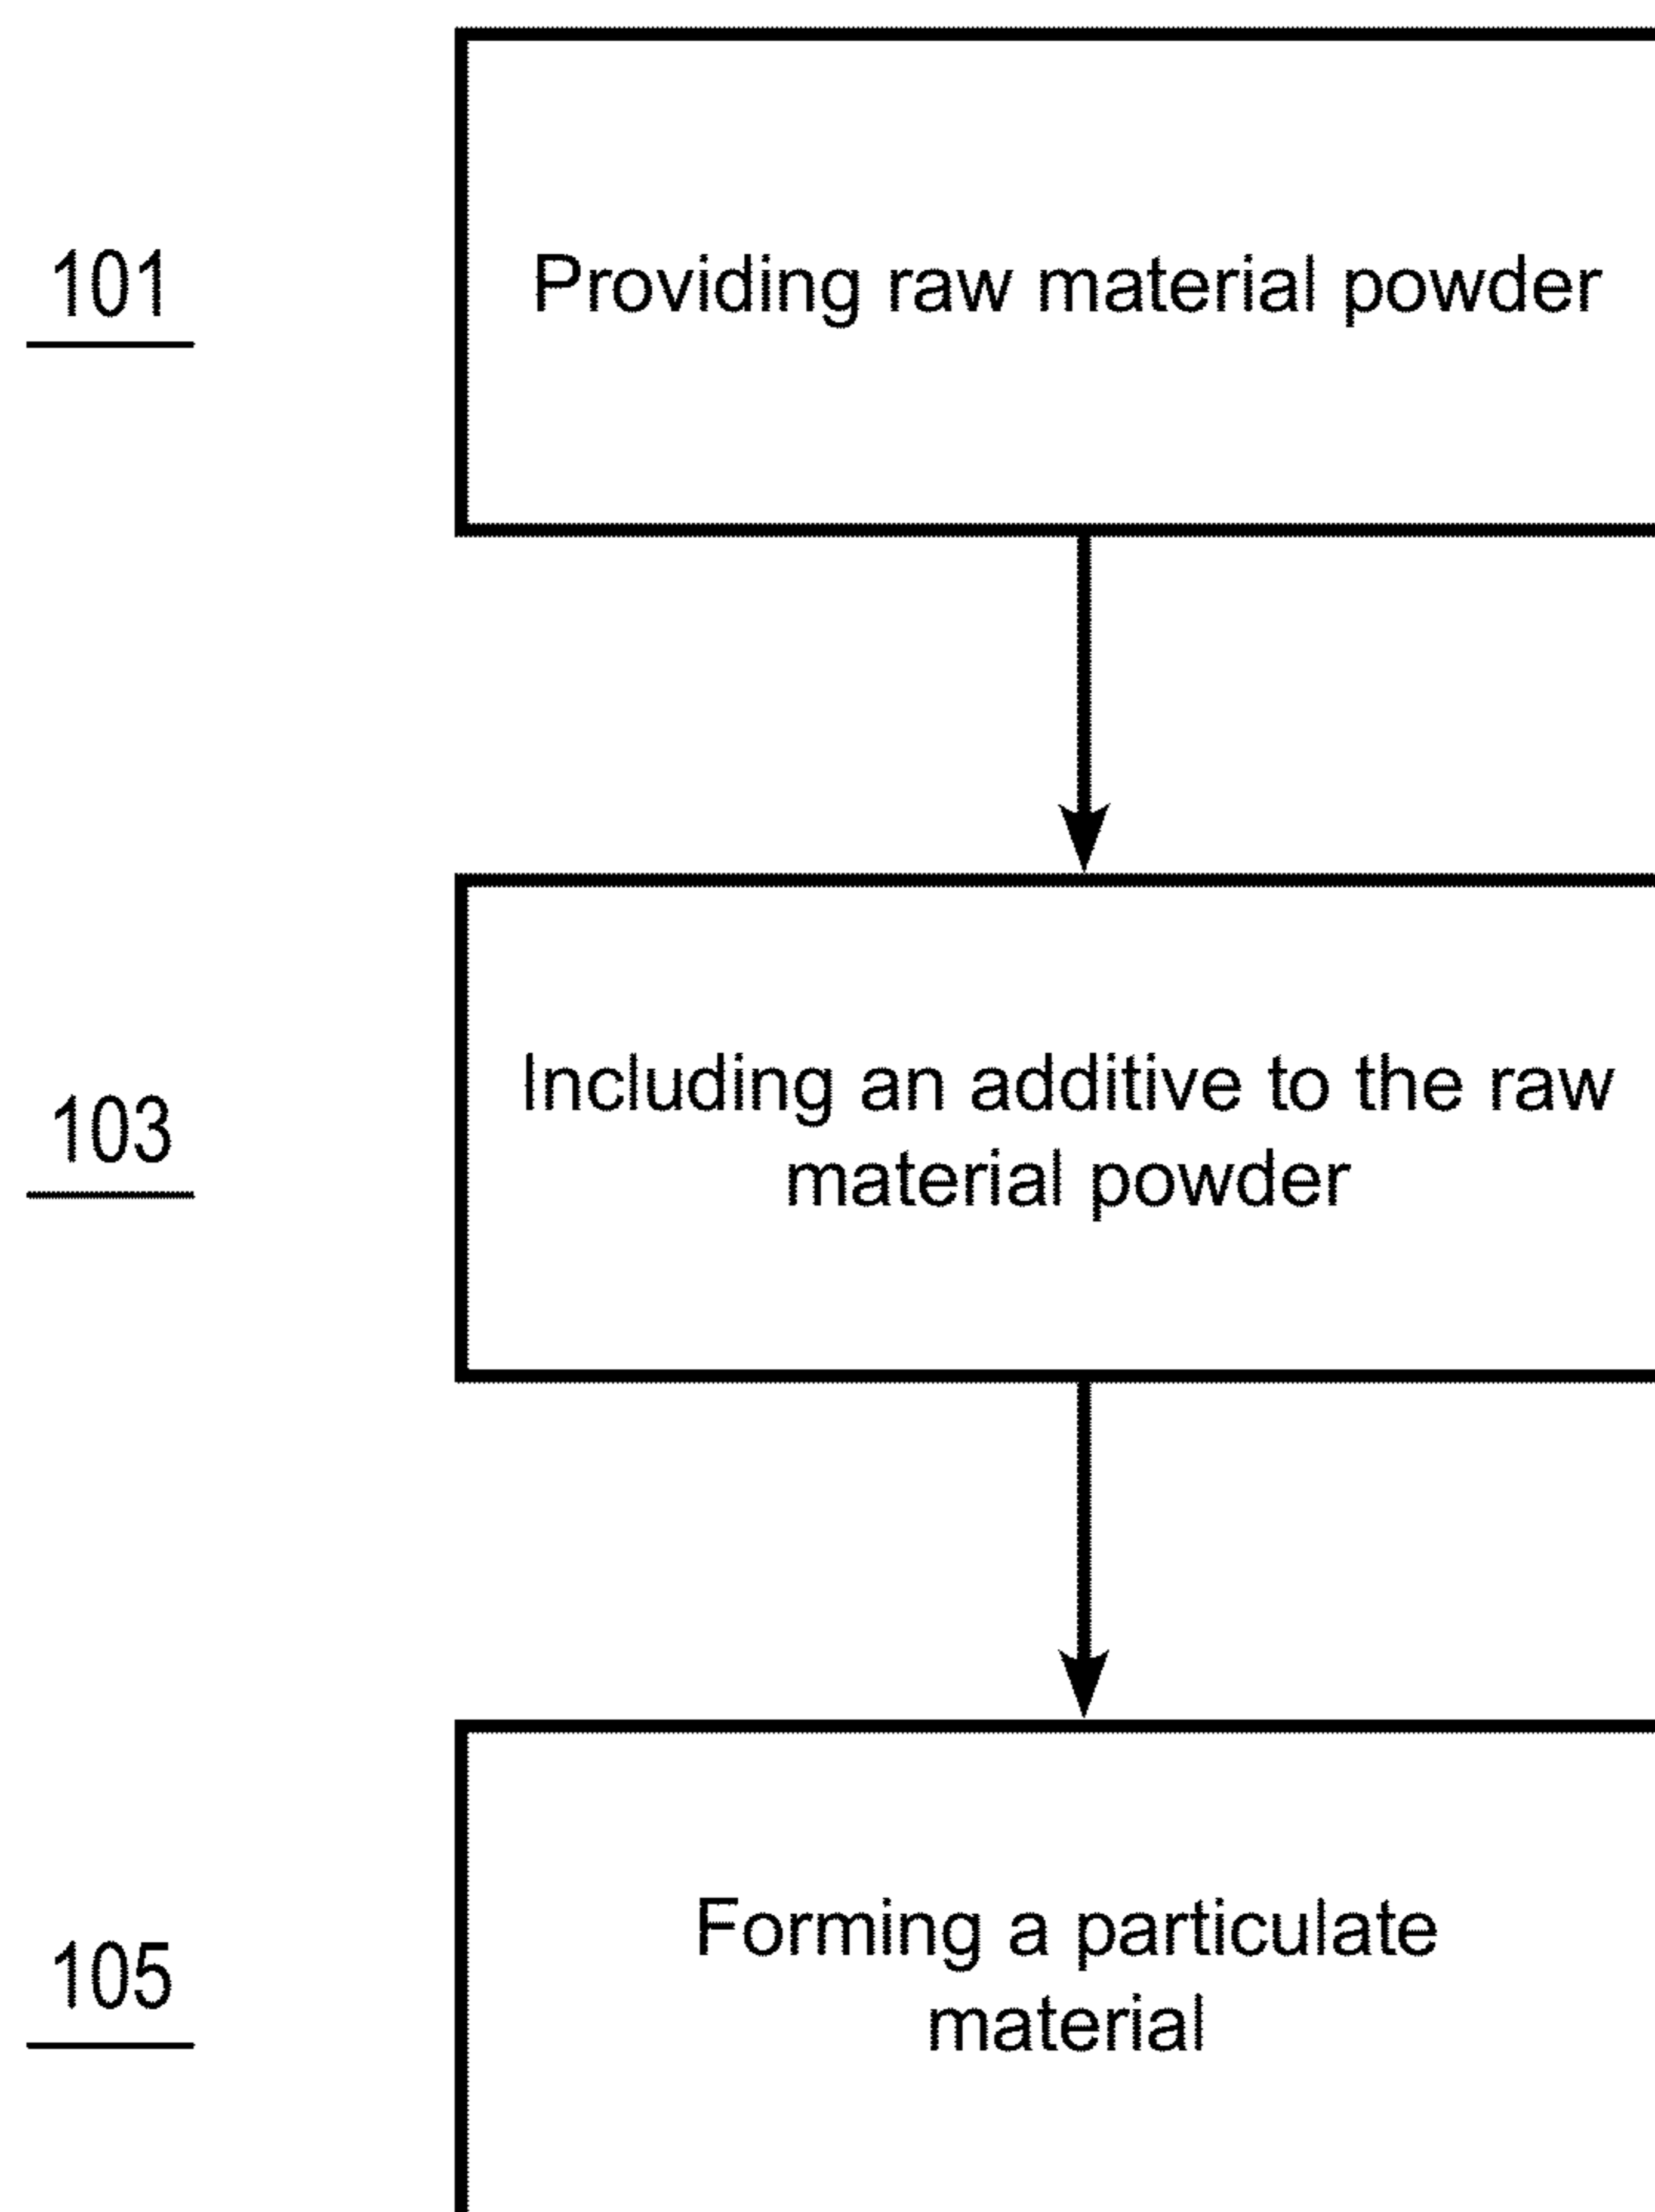 101
Providing raw material powder
103
Including an additive to the raw
material powder
105
Forming a particulate
material